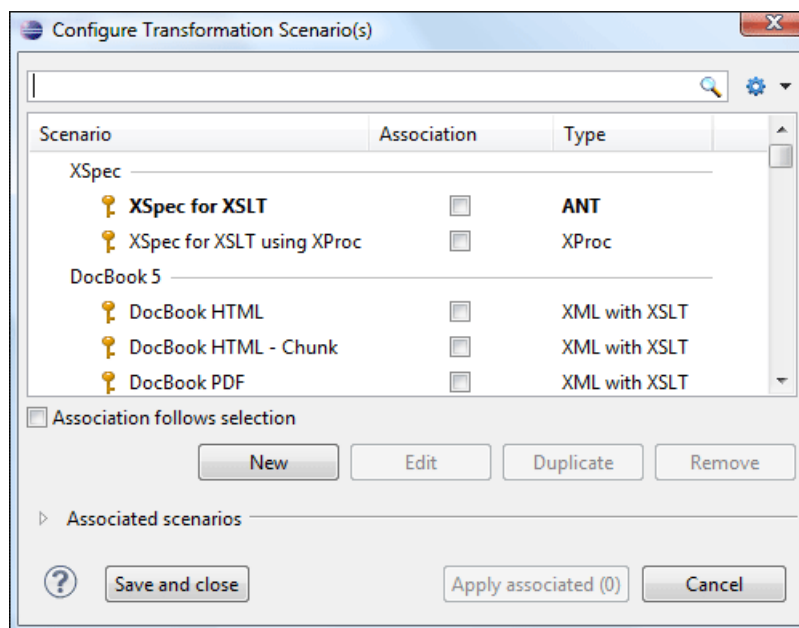 Configure Transformation Scenario(s)
Scenario Association Type
XSpec
XSpec for XSLT ANT
XSpec for XSLT using XProc XProc
DocBook 5
DocBook HTML XML with XSLT
DocBook HTML - Chunk XML with XSLT
DocBook PDF XML with XSLT
Association follows selection
New Edit Duplicate Remove
Associated scenarios
? Save and close Apply associated (0) Cancel